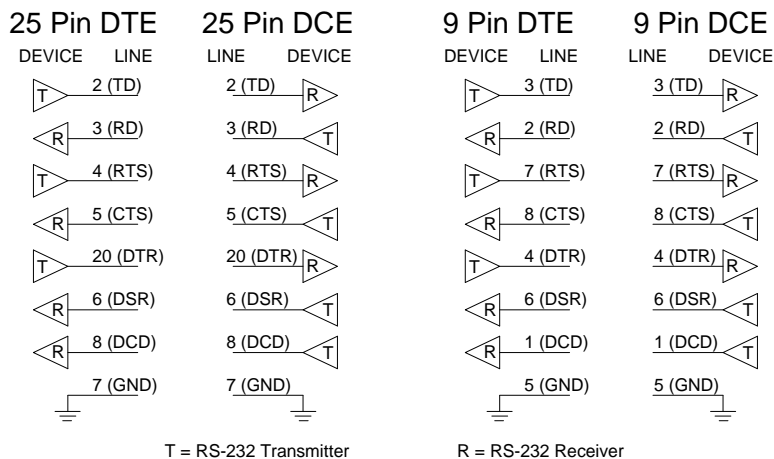 25 Pin DTE 25 Pin DCE 9 Pin DTE 9 Pin DCE
DEVICE LINE LINE DEVICE DEVICE LINE LINE DEVICE
T 2 (TD) 2 (TD) R T 3 (TD) 3 (TD) R
R 3 (RD) 3 (RD) T R 2 (RD) 2 (RD) T
T 4 (RTS) 4 (RTS) R T 7 (RTS) 7 (RTS) R
R 5 (CTS) 5 (CTS) T R 8 (CTS) 8 (CTS) T
T 20 (DTR) 20 (DTR) R T 4 (DTR) 4 (DTR) R
R 6 (DSR) 6 (DSR) T R 6 (DSR) 6 (DSR) T
R 8 (DCD) 8 (DCD) T R 1 (DCD) 1 (DCD) T
7 (GND) 7 (GND) 5 (GND) 5 (GND)
T = RS-232 Transmitter R = RS-232 Receiver